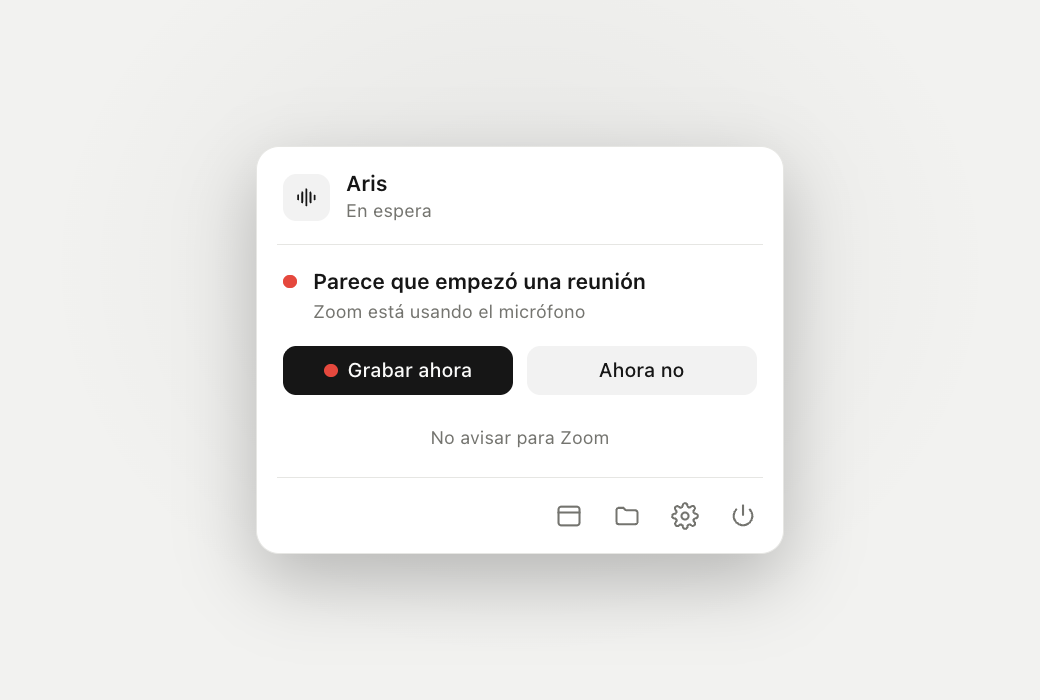 Aris
En espera
Parece que empezó una reunión
Zoom está usando el micrófono
Grabar ahora
Ahora no
No avisar para Zoom